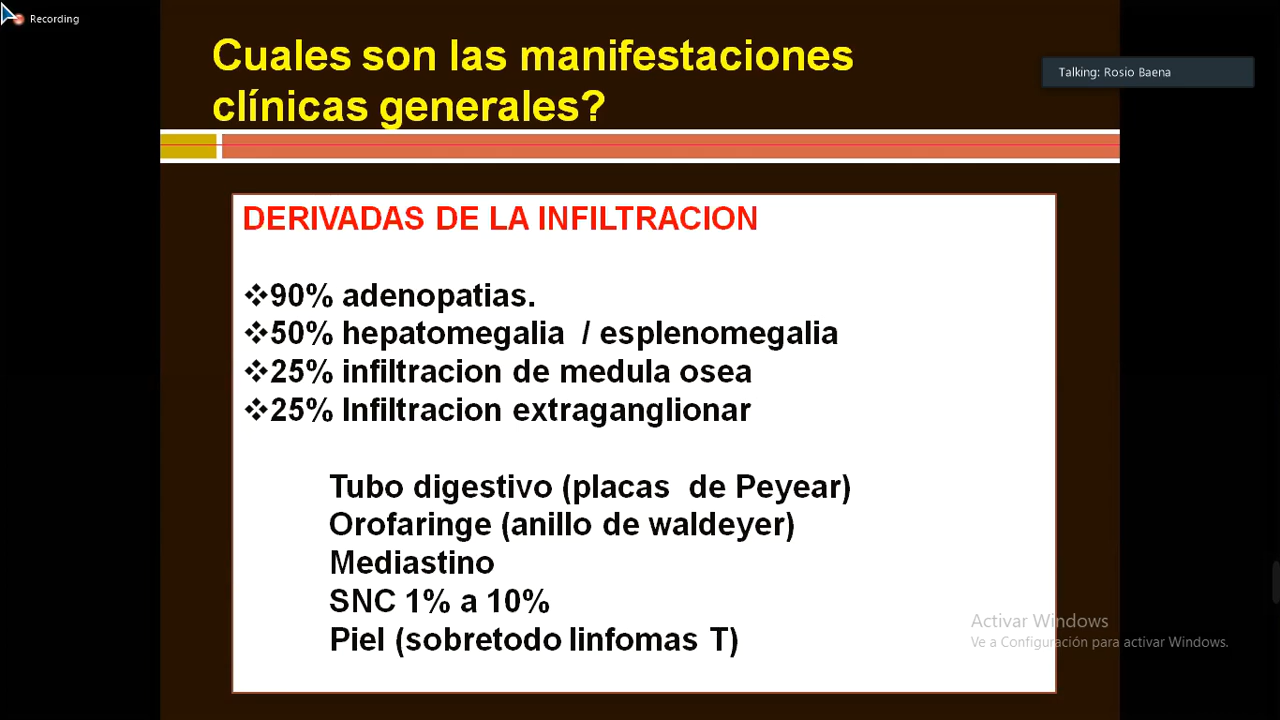 Recording
Cuales son las manifestaciones
clínicas generales?
Talking: Rosio Baena
DERIVADAS DE LA INFILTRACION
❖90% adenopatias.
❖50% hepatomegalia / esplenomegalia
❖25% infiltracion de medula osea
❖25% Infiltracion extraganglionar
Tubo digestivo (placas de Peyear)
Orofaringe (anillo de waldeyer)
Mediastino
SNC 1% a 10%
Piel (sobretodo linfomas T)
Activar Windows
Ve a Configuración para activar Windows.